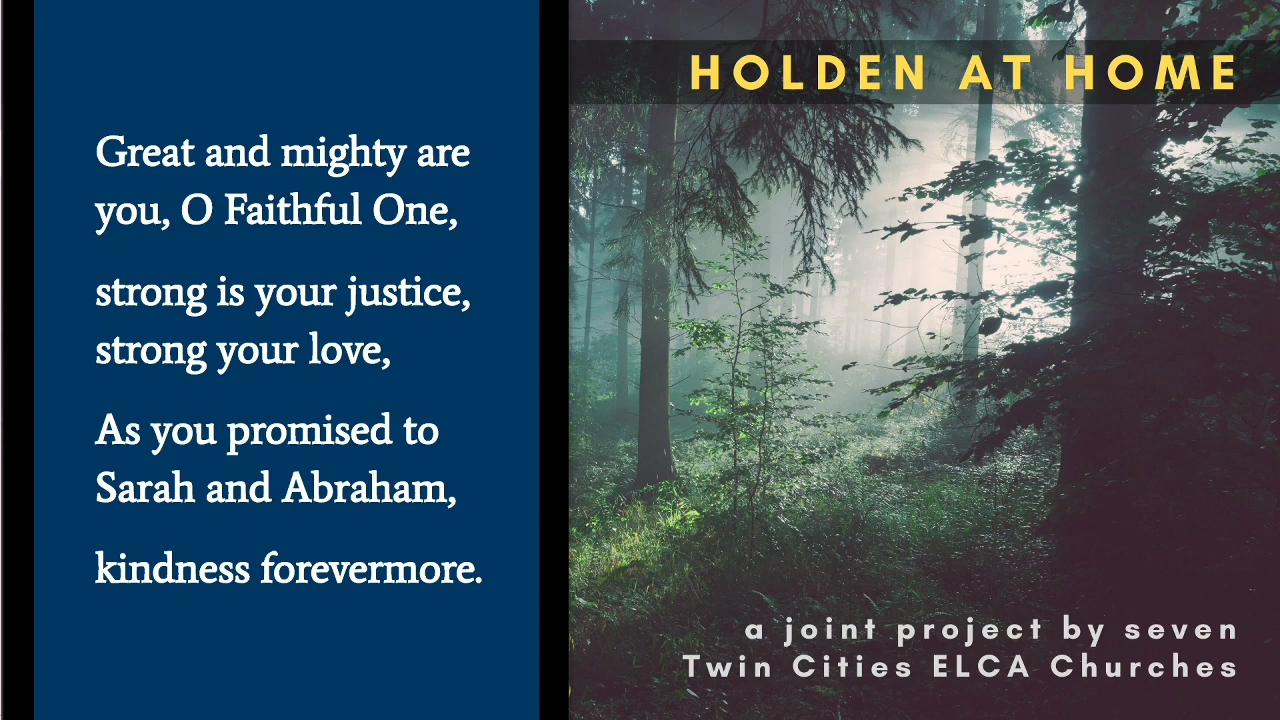 Great and mighty are
you, O Faithful One,
strong is your justice,
strong your love,
As you promised to
Sarah and Abraham,
kindness forevermore.
HOLDEN AT HOME
a joint project by seven
Twin Cities ELCA Churches